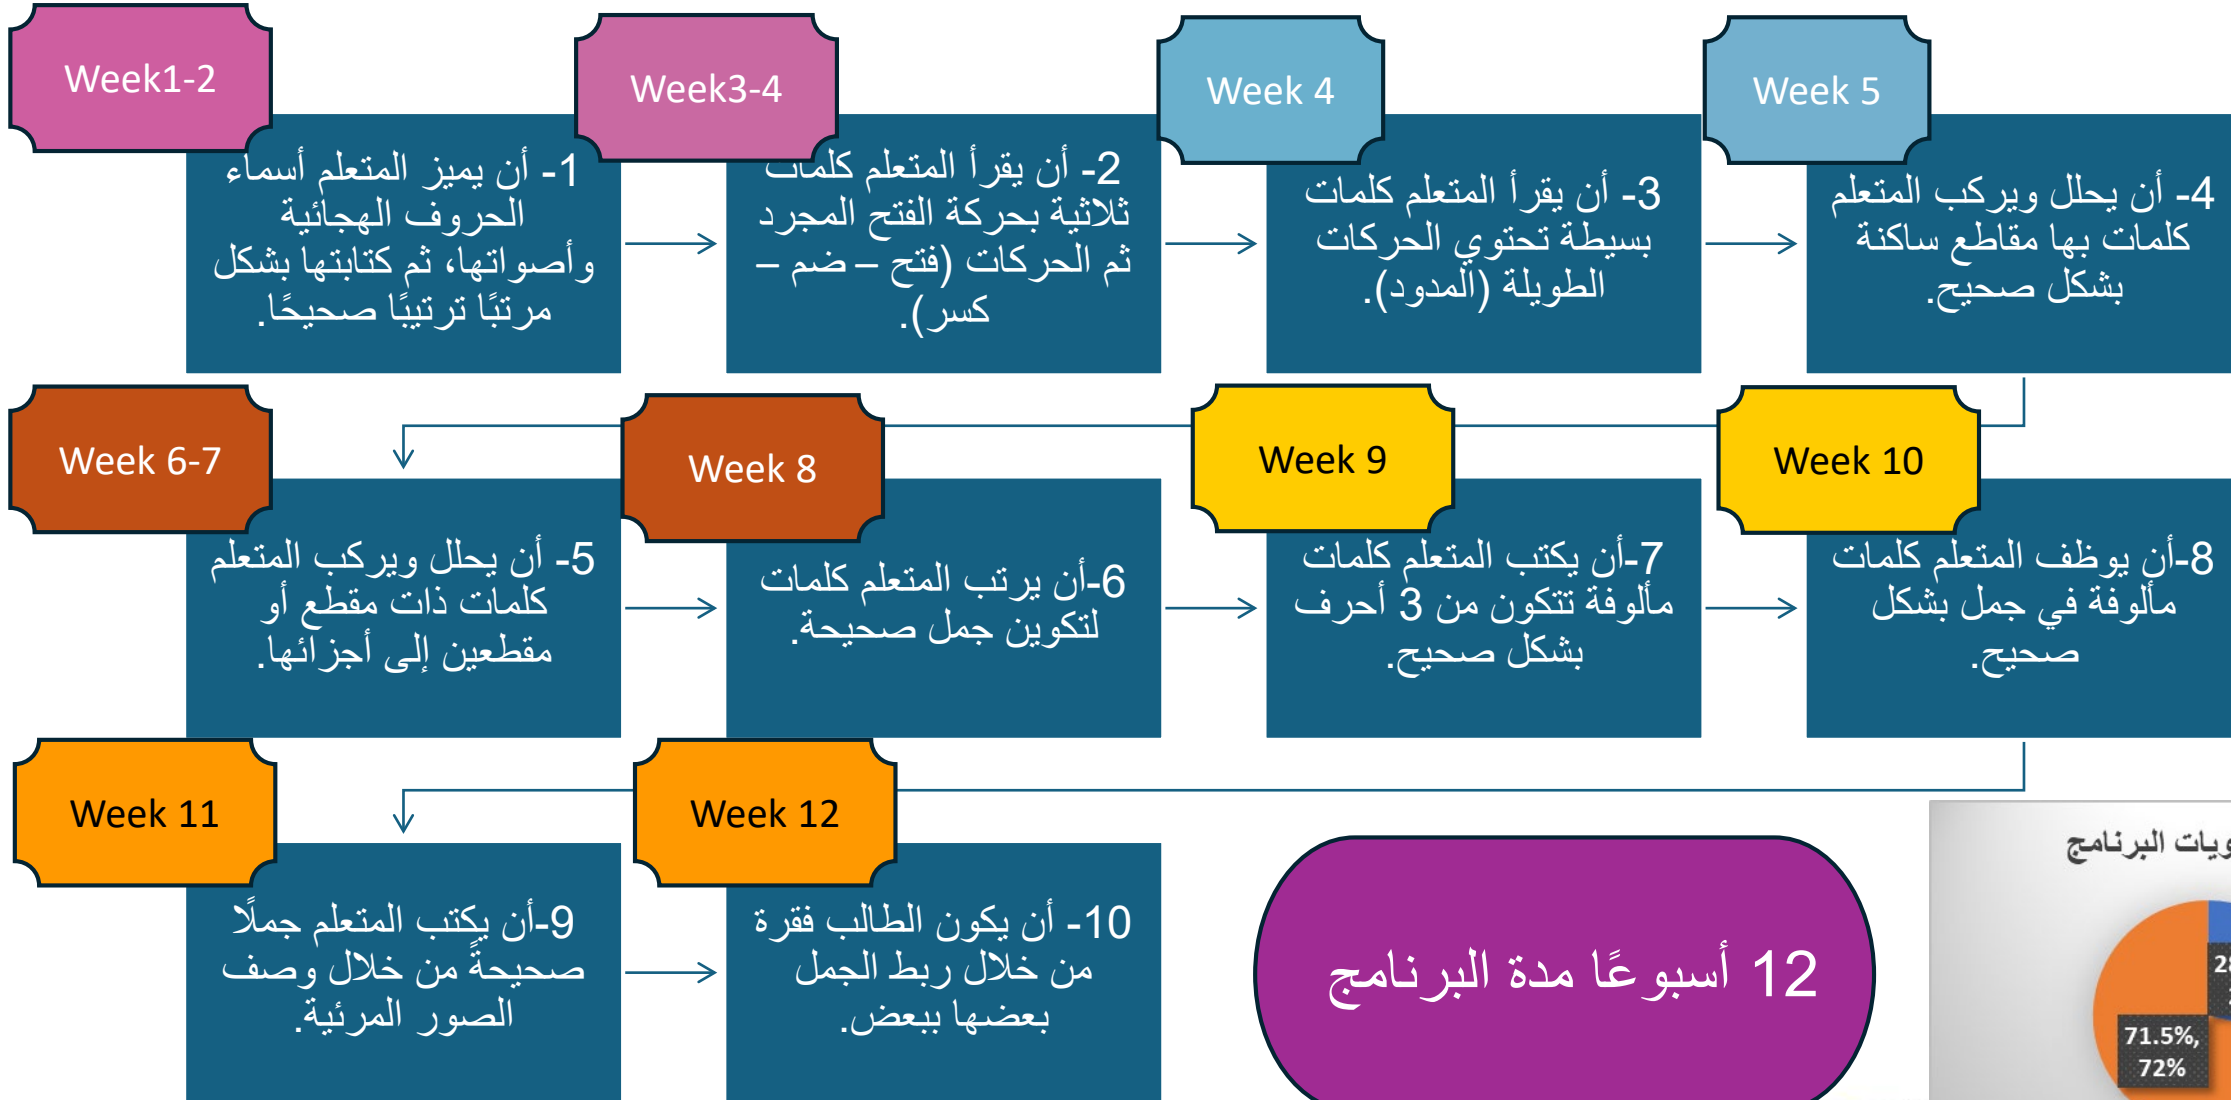 Week1-2
1- أن يميز المتعلم أسماء
الحروف الهجائية
وأصواتها، ثم كتابتها بشكل
مرتبًا ترتيبًا صحيحًا.
Week3-4
2- أن يقرأ المتعلم كلمات
ثلاثية بحركة الفتح المجرد
ثم الحركات (فتح – ضم –
كسر).
Week 4
3- أن يقرأ المتعلم كلمات
بسيطة تحتوي الحركات
الطويلة (المدود).
Week 5
4- أن يحلل ويركب المتعلم
كلمات بها مقاطع ساكنة
بشكل صحيح.
Week 6-7
5- أن يحلل ويركب المتعلم
كلمات ذات مقطع أو
مقطعين إلى أجزائها.
Week 8
6-أن يرتب المتعلم كلمات
لتكوين جمل صحيحة.
Week 9
7-أن يكتب المتعلم كلمات
مألوفة تتكون من 3 أحرف
بشكل صحيح.
Week 10
8-أن يوظف المتعلم كلمات
مألوفة في جمل بشكل
صحيح.
Week 11
9-أن يكتب المتعلم جملًا
صحيحةً من خلال وصف
الصور المرئية.
Week 12
10- أن يكون الطالب فقرة
من خلال ربط الجمل
بعضها ببعض.
12 أسبوعًا مدة البرنامج
البرنامج
71.5%,
72%